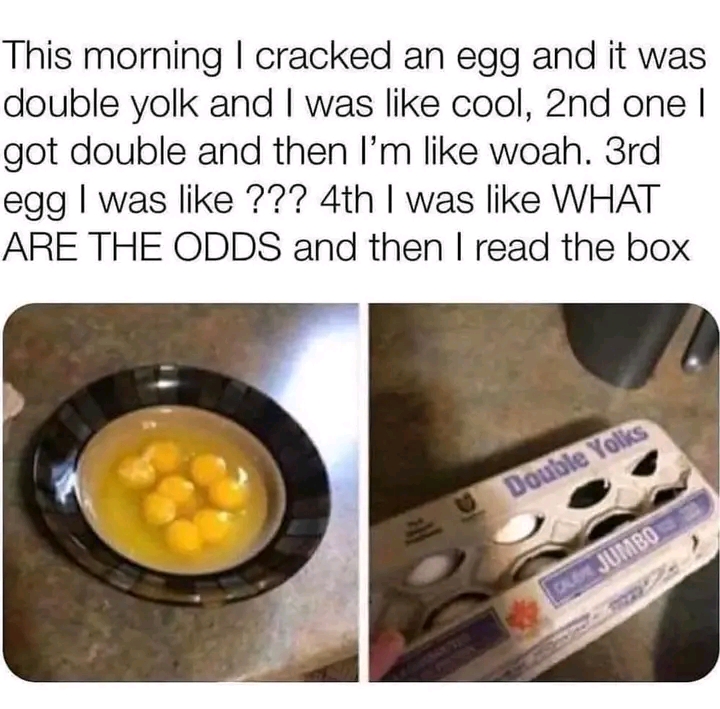 This morning I cracked an egg and it was
double yolk and I was like cool, 2nd one I
got double and then I’m like woah. 3rd
egg I was like ??? 4th I was like WHAT
ARE THE ODDS and then I read the box
Double Yolks
JUMBO